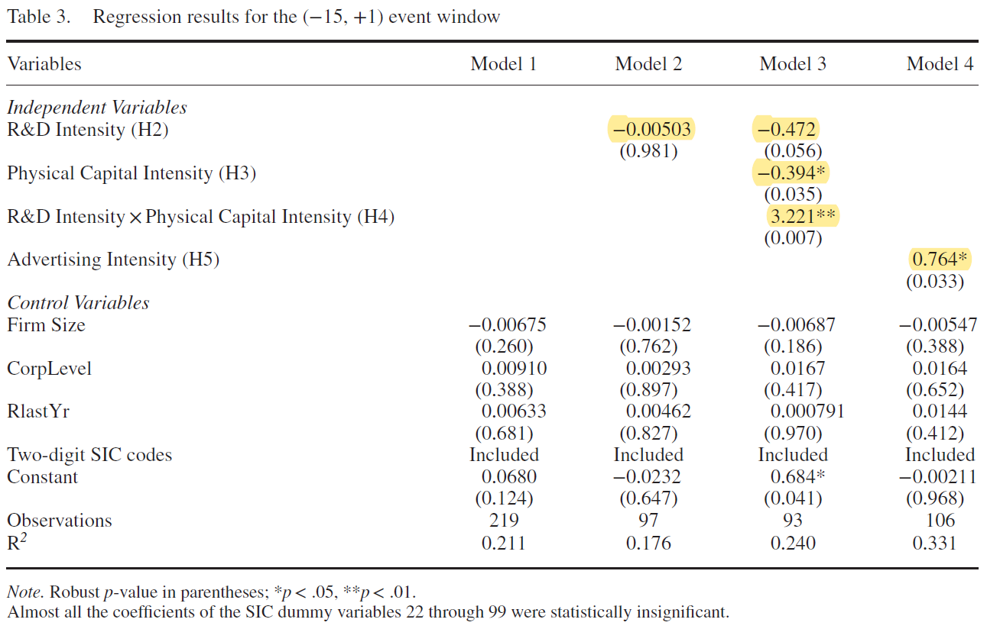 Table 3. Regression results for the (−15, +1) event window
Variables Model 1 Model 2 Model 3 Model 4
Independent Variables
R&D Intensity (H2) −0.00503 −0.472
(0.981) (0.056)
Physical Capital Intensity (H3) −0.394*
(0.035)
R&D Intensity × Physical Capital Intensity (H4) 3.221**
(0.007)
Advertising Intensity (H5) 0.764*
(0.033)
Control Variables
Firm Size −0.00675 −0.00152 −0.00687 −0.00547
(0.260) (0.762) (0.186) (0.388)
CorpLevel 0.00910 0.00293 0.0167 0.0164
(0.388) (0.897) (0.417) (0.652)
RlastYr 0.00633 0.00462 0.000791 0.0144
(0.681) (0.827) (0.970) (0.412)
Two-digit SIC codes Included Included Included Included
Constant 0.0680 −0.0232 0.684* −0.00211
(0.124) (0.647) (0.041) (0.968)
Observations 219 97 93 106
R² 0.211 0.176 0.240 0.331
Note. Robust p-value in parentheses; *p < .05, **p < .01.
Almost all the coefficients of the SIC dummy variables 22 through 99 were statistically insignificant.